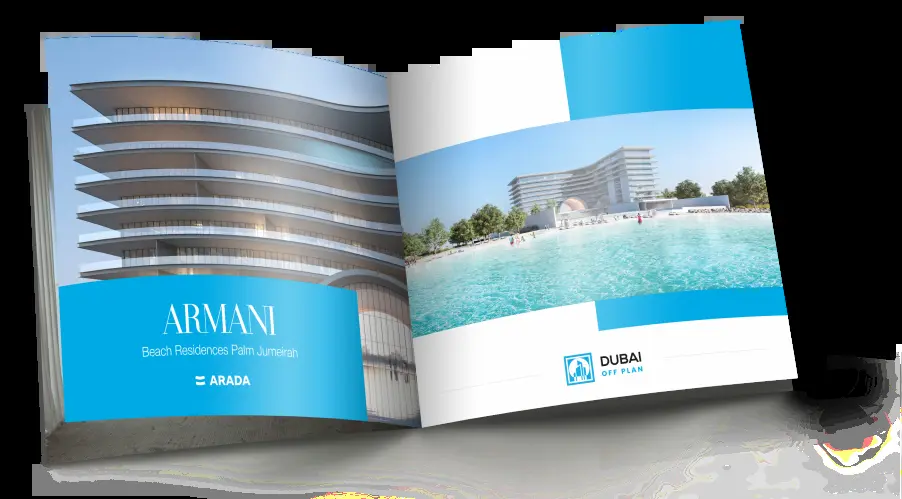 ARMANI
Beach Residences Palm Jumeirah
ARADA
DUBAI
OFF PLAN